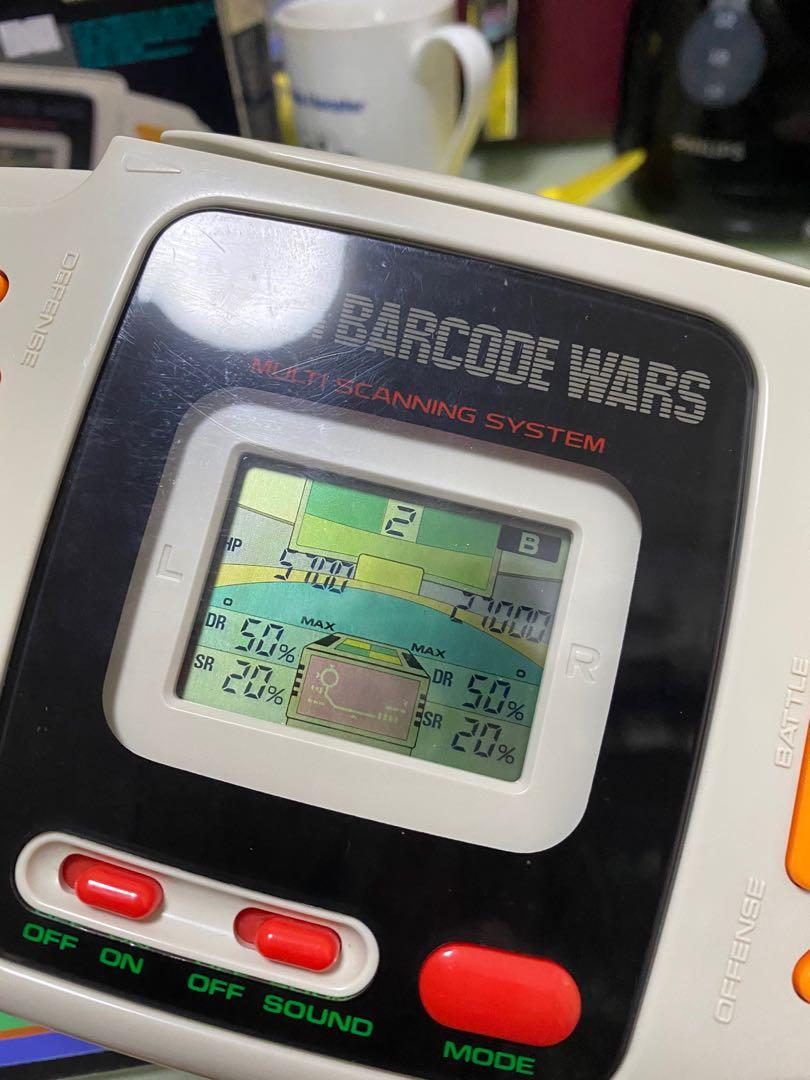 BARCODE WARS
MULTI SCANNING SYSTEM
DEFENSE
L
2
B
HP
5700
27000
DR 50%
MAX
SR 20%
MAX
DR 50%
SR 20%
R
BATTLE
OFFENSE
OFF ON
OFF SOUND
MODE
PHILIPS